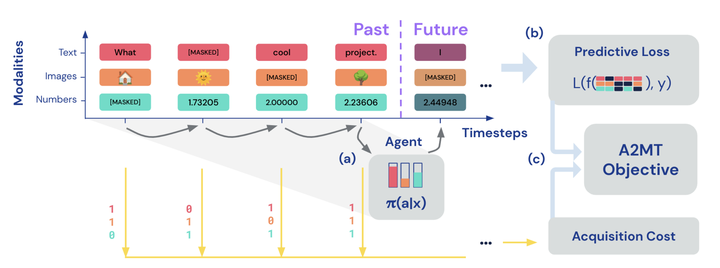 Past Future
Modalities
Text What [MASKED] cool project. I
Images [MASKED] [MASKED]
Numbers [MASKED] 1.73205 2.00000 2.23606 2.44948
...
Timesteps
(a) Agent
π(a|x)
1 0 1 1
1 1 0 1
0 1 1 1
...
(b)
Predictive Loss
L(f( ), y)
(c)
A2MT
Objective
Acquisition Cost